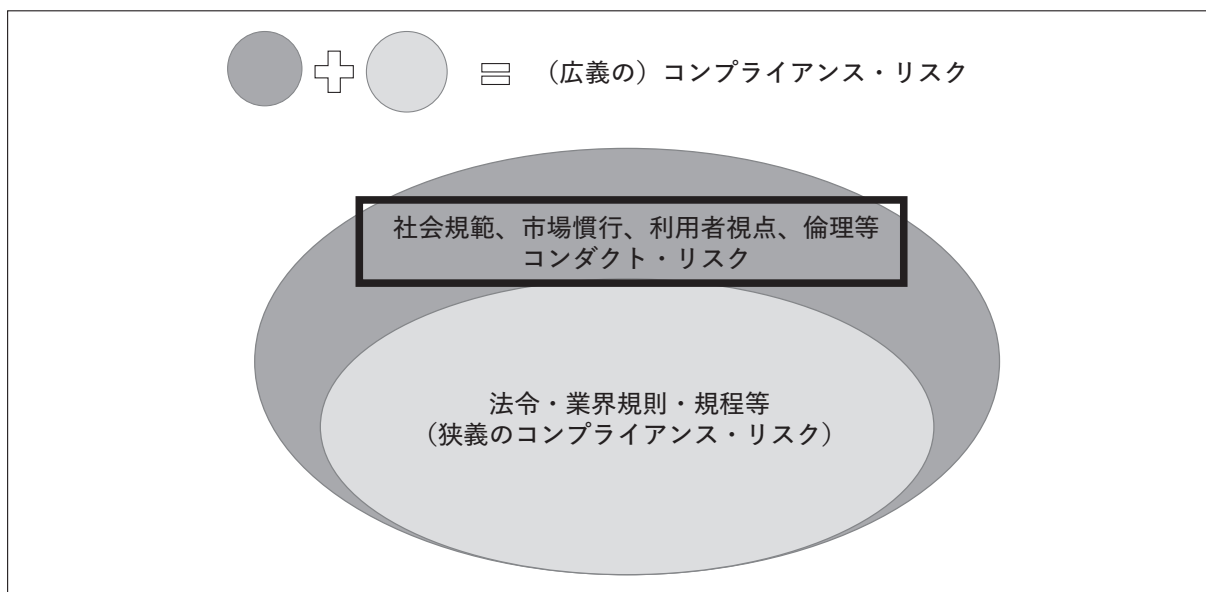 （広義の）コンプライアンス・リスク
社会規範、市場慣行、利用者視点、倫理等
コンダクト・リスク
法令・業界規則・規程等
（狭義のコンプライアンス・リスク）